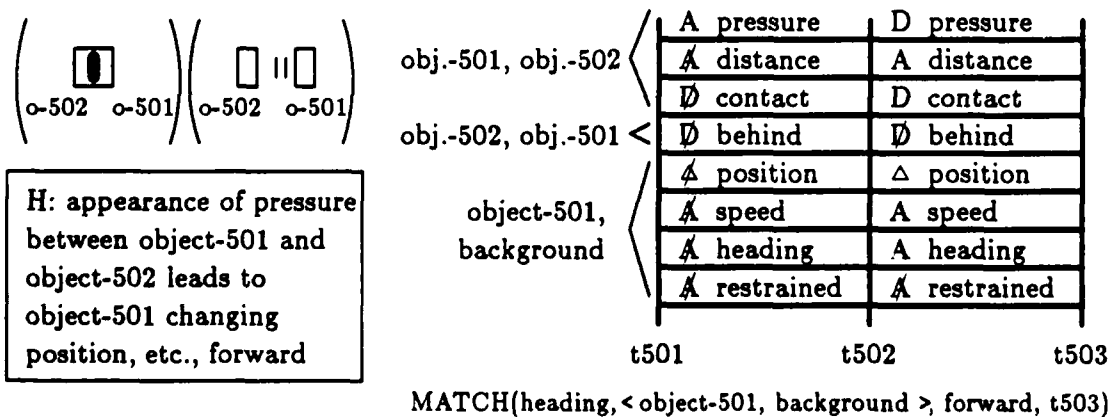 o-502 o-501 o-502 o-501
H: appearance of pressure
between object-501 and
object-502 leads to
object-501 changing
position, etc., forward
obj.-501, obj.-502
A pressure D pressure
A̸ distance A distance
D̸ contact D contact
obj.-502, obj.-501
D̸ behind D̸ behind
object-501,
background
△̸ position △ position
A̸ speed A speed
A̸ heading A heading
A̸ restrained A̸ restrained
t501 t502 t503
MATCH(heading, < object-501, background >, forward, t503)